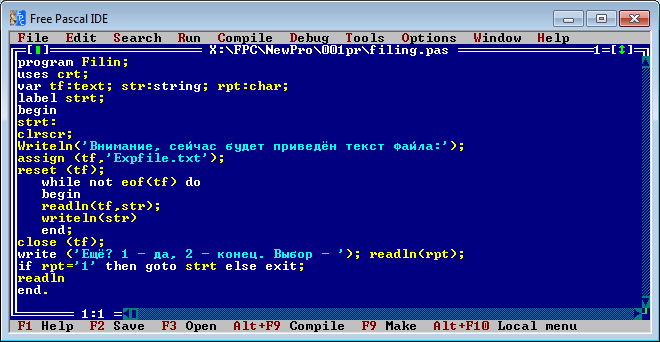 Free Pascal IDE
File Edit Search Run Compile Debug Tools Options Window Help
X:\FPC\NewPro\001pr\filing.pas 1
program Filin;
uses crt;
var tf:text; str:string; rpt:char;
label strt;
begin
strt:
clrscr;
Writeln('Внимание, сейчас будет приведён текст файла:');
assign (tf,'Expfile.txt');
reset (tf);
while not eof(tf) do
begin
readln(tf,str);
writeln(str)
end;
close (tf);
write ('Ещё? 1 - да, 2 - конец. Выбор - '); readln(rpt);
if rpt='1' then goto strt else exit;
readln
end.
1:1
F1 Help F2 Save F3 Open Alt+F9 Compile F9 Make Alt+F10 Local menu